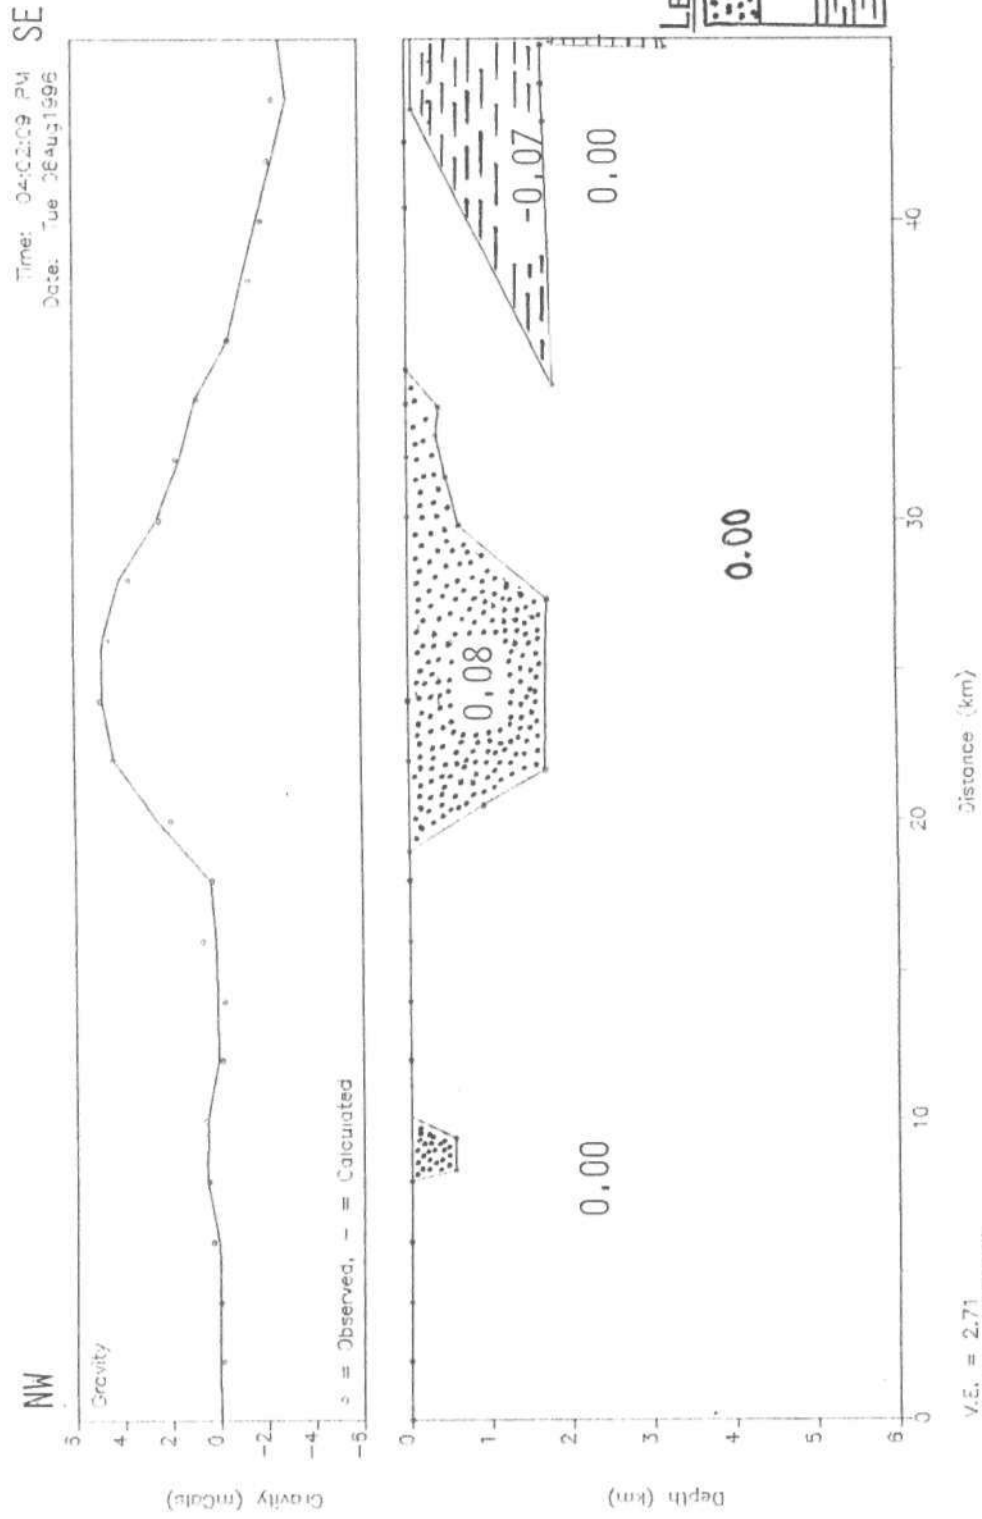 NW
SE
Time: 04:02:09 PM
Date: Tue 06Aug1996
Gravity
Gravity (mGals)
6
4
2
0
-2
-4
-6
o = Observed, — = Calculated
Depth (km)
0
1
2
3
4
5
6
0.08
-0.07
0.00
0.00
0.00
0
10
20
30
40
Distance (km)
V.E. = 2.71